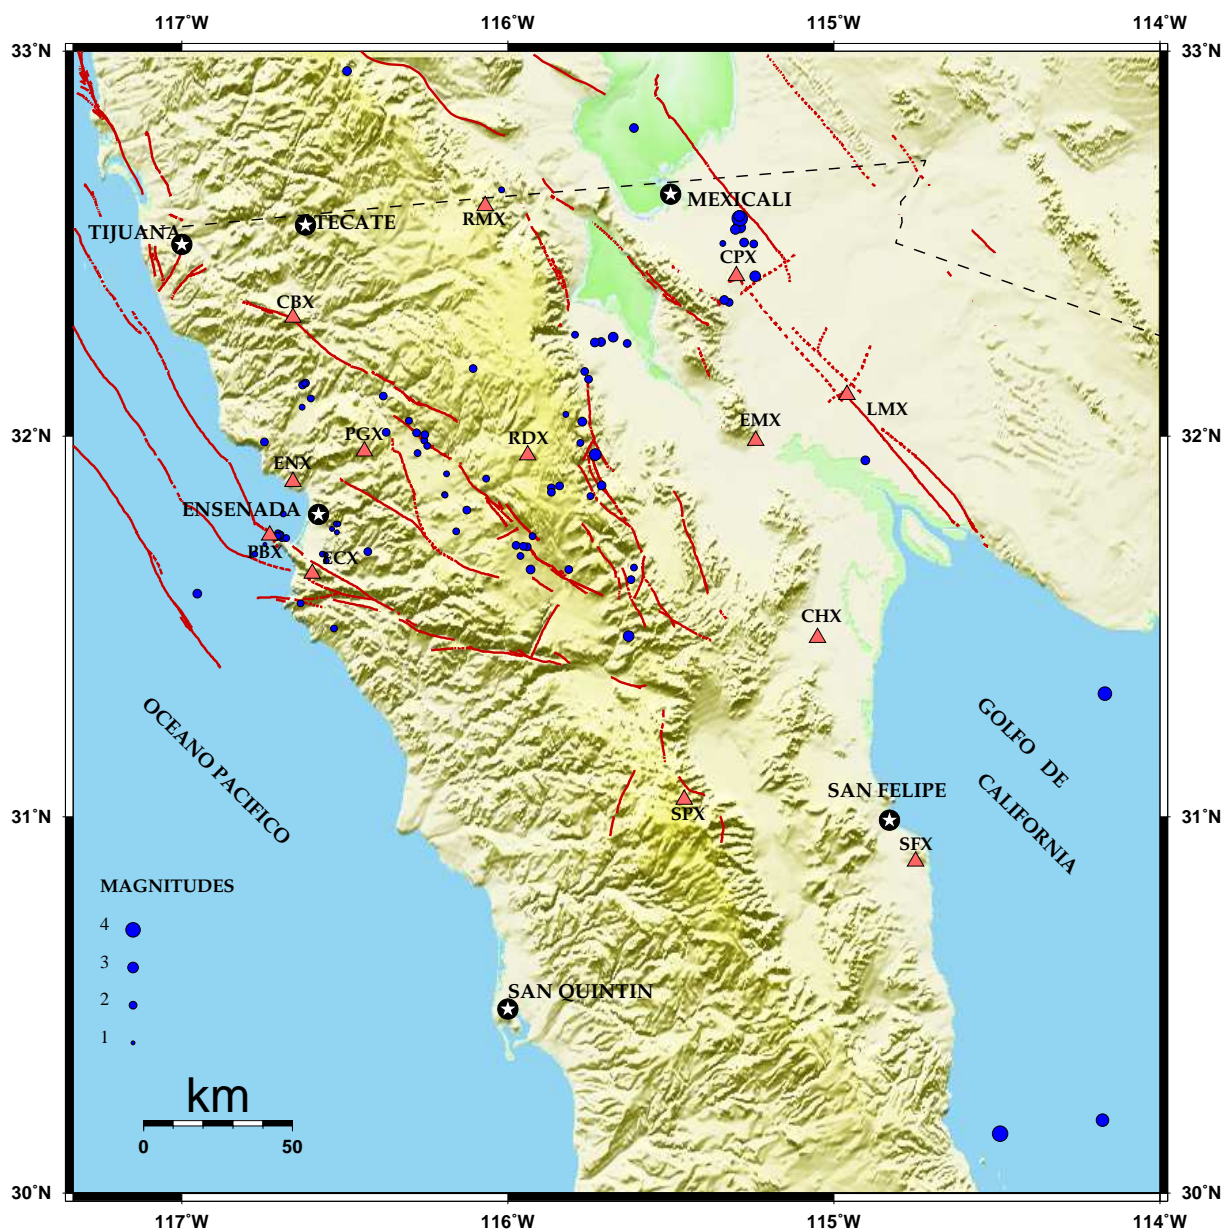 117°W 116°W 115°W 114°W
33°N 33°N
MEXICALI
RMX
TECATE
TIJUANA
CPX
CBX
LMX
EMX
PGX
RDX
32°N 32°N
ENX
ENSENADA
PBX
ECX
CHX
OCEANO PACIFICO
GOLFO DE
CALIFORNIA
SAN FELIPE
SPX
31°N 31°N
SFX
MAGNITUDES
4
3
2
1
SAN QUINTIN
km
0 50
30°N 30°N
117°W 116°W 115°W 114°W